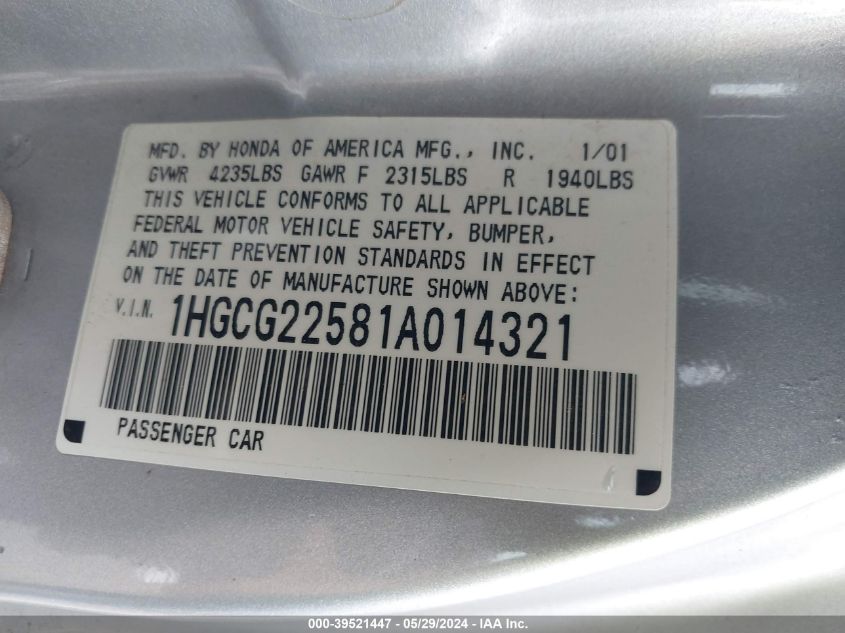 MFD. BY HONDA OF AMERICA MFG., INC. 1/01
GVWR 4235LBS GAWR F 2315LBS R 1940LBS
THIS VEHICLE CONFORMS TO ALL APPLICABLE
FEDERAL MOTOR VEHICLE SAFETY, BUMPER,
AND THEFT PREVENTION STANDARDS IN EFFECT
ON THE DATE OF MANUFACTURE SHOWN ABOVE:
V.I.N. 1HGCG22581A014321
PASSENGER CAR
000-39521447 - 05/29/2024 - IAAI.COM